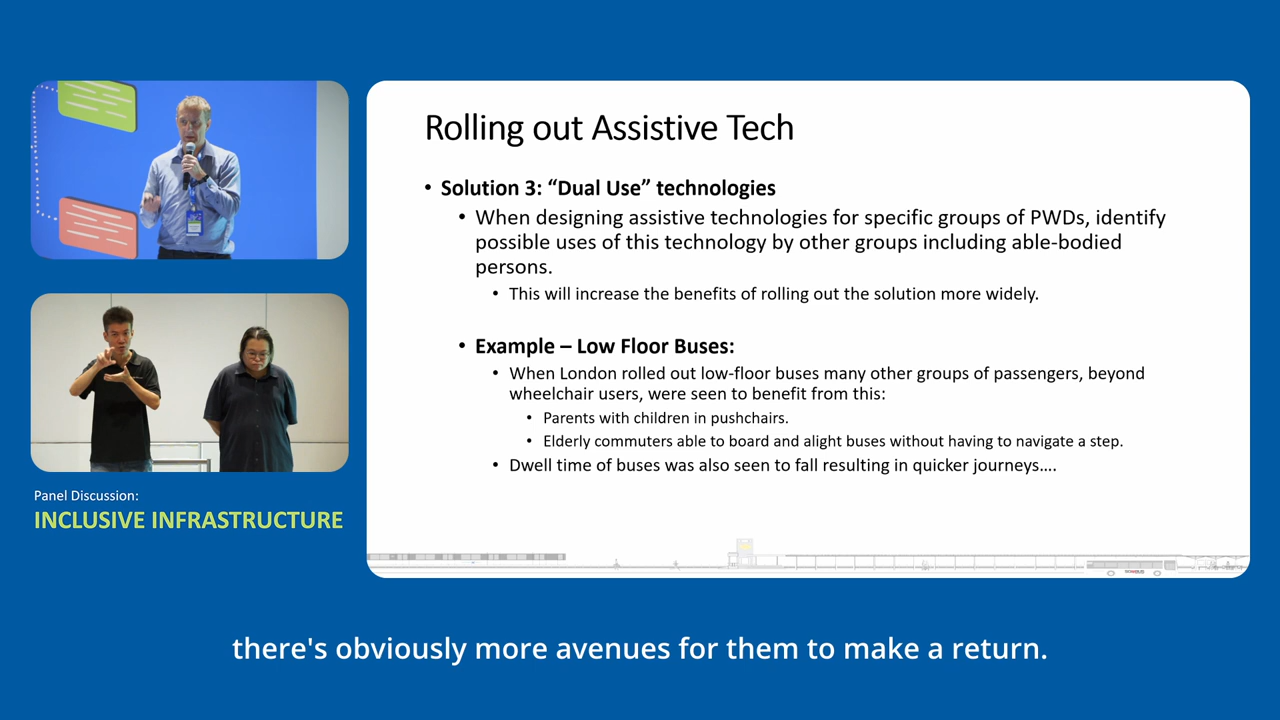 Rolling out Assistive Tech
• Solution 3: “Dual Use” technologies
• When designing assistive technologies for specific groups of PWDs, identify
possible uses of this technology by other groups including able-bodied
persons.
• This will increase the benefits of rolling out the solution more widely.
• Example – Low Floor Buses:
• When London rolled out low-floor buses many other groups of passengers, beyond
wheelchair users, were seen to benefit from this:
• Parents with children in pushchairs.
• Elderly commuters able to board and alight buses without having to navigate a step.
• Dwell time of buses was also seen to fall resulting in quicker journeys….
Panel Discussion:
INCLUSIVE INFRASTRUCTURE
there's obviously more avenues for them to make a return.